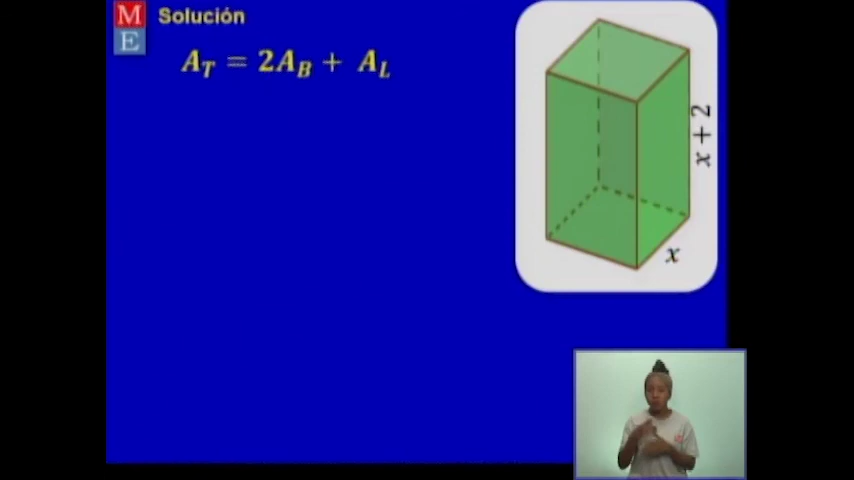 M
E
Solución
A_T = 2A_B + A_L
x + 2
x